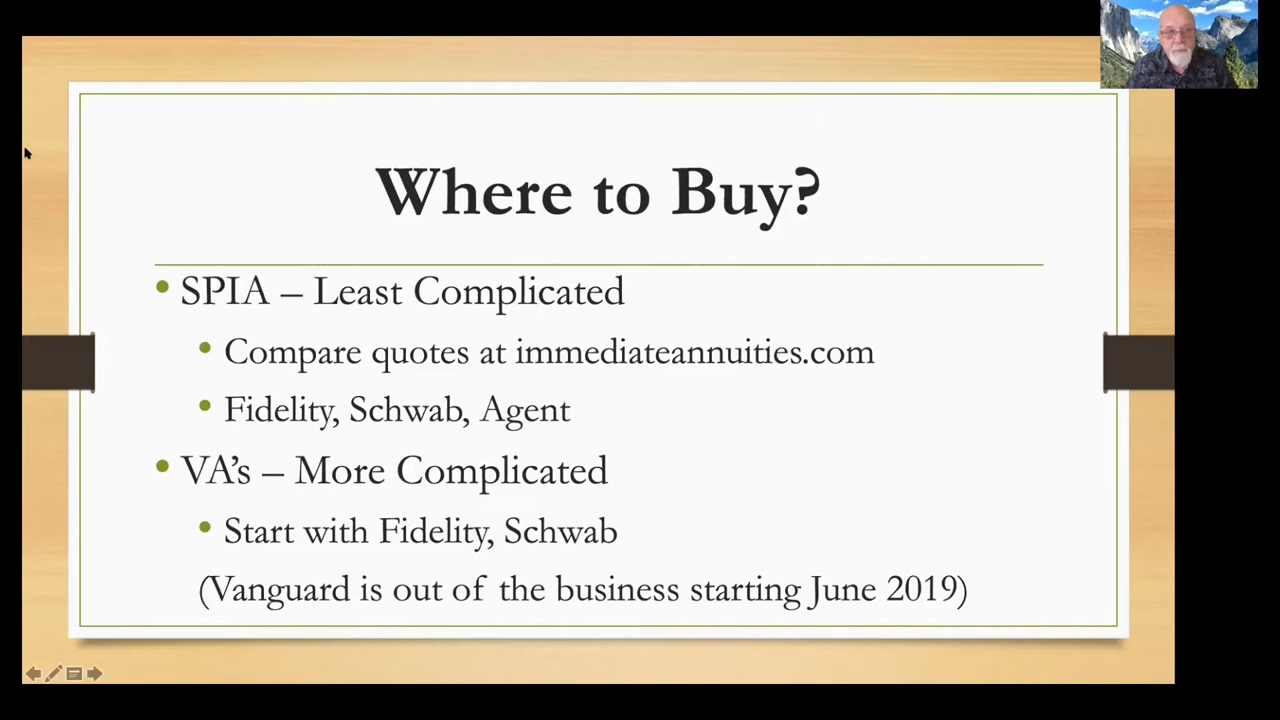 Where to Buy?
• SPIA – Least Complicated
• Compare quotes at immediateannuities.com
• Fidelity, Schwab, Agent
• VA's – More Complicated
• Start with Fidelity, Schwab
(Vanguard is out of the business starting June 2019)